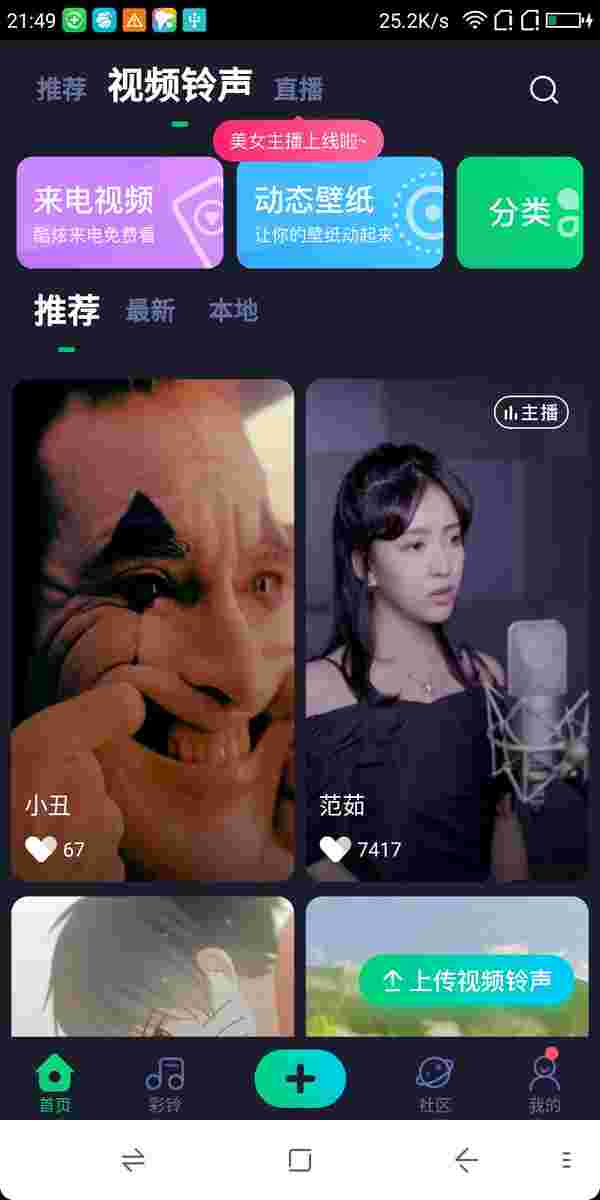 21:49
25.2K/s
推荐 视频铃声 直播
美女主播上线啦~
来电视频
酷炫来电免费看
动态壁纸
让你的壁纸动起来
分类
推荐 最新 本地
主播
小丑
67
范茹
7417
上传视频铃声
首页 彩铃 社区 我的